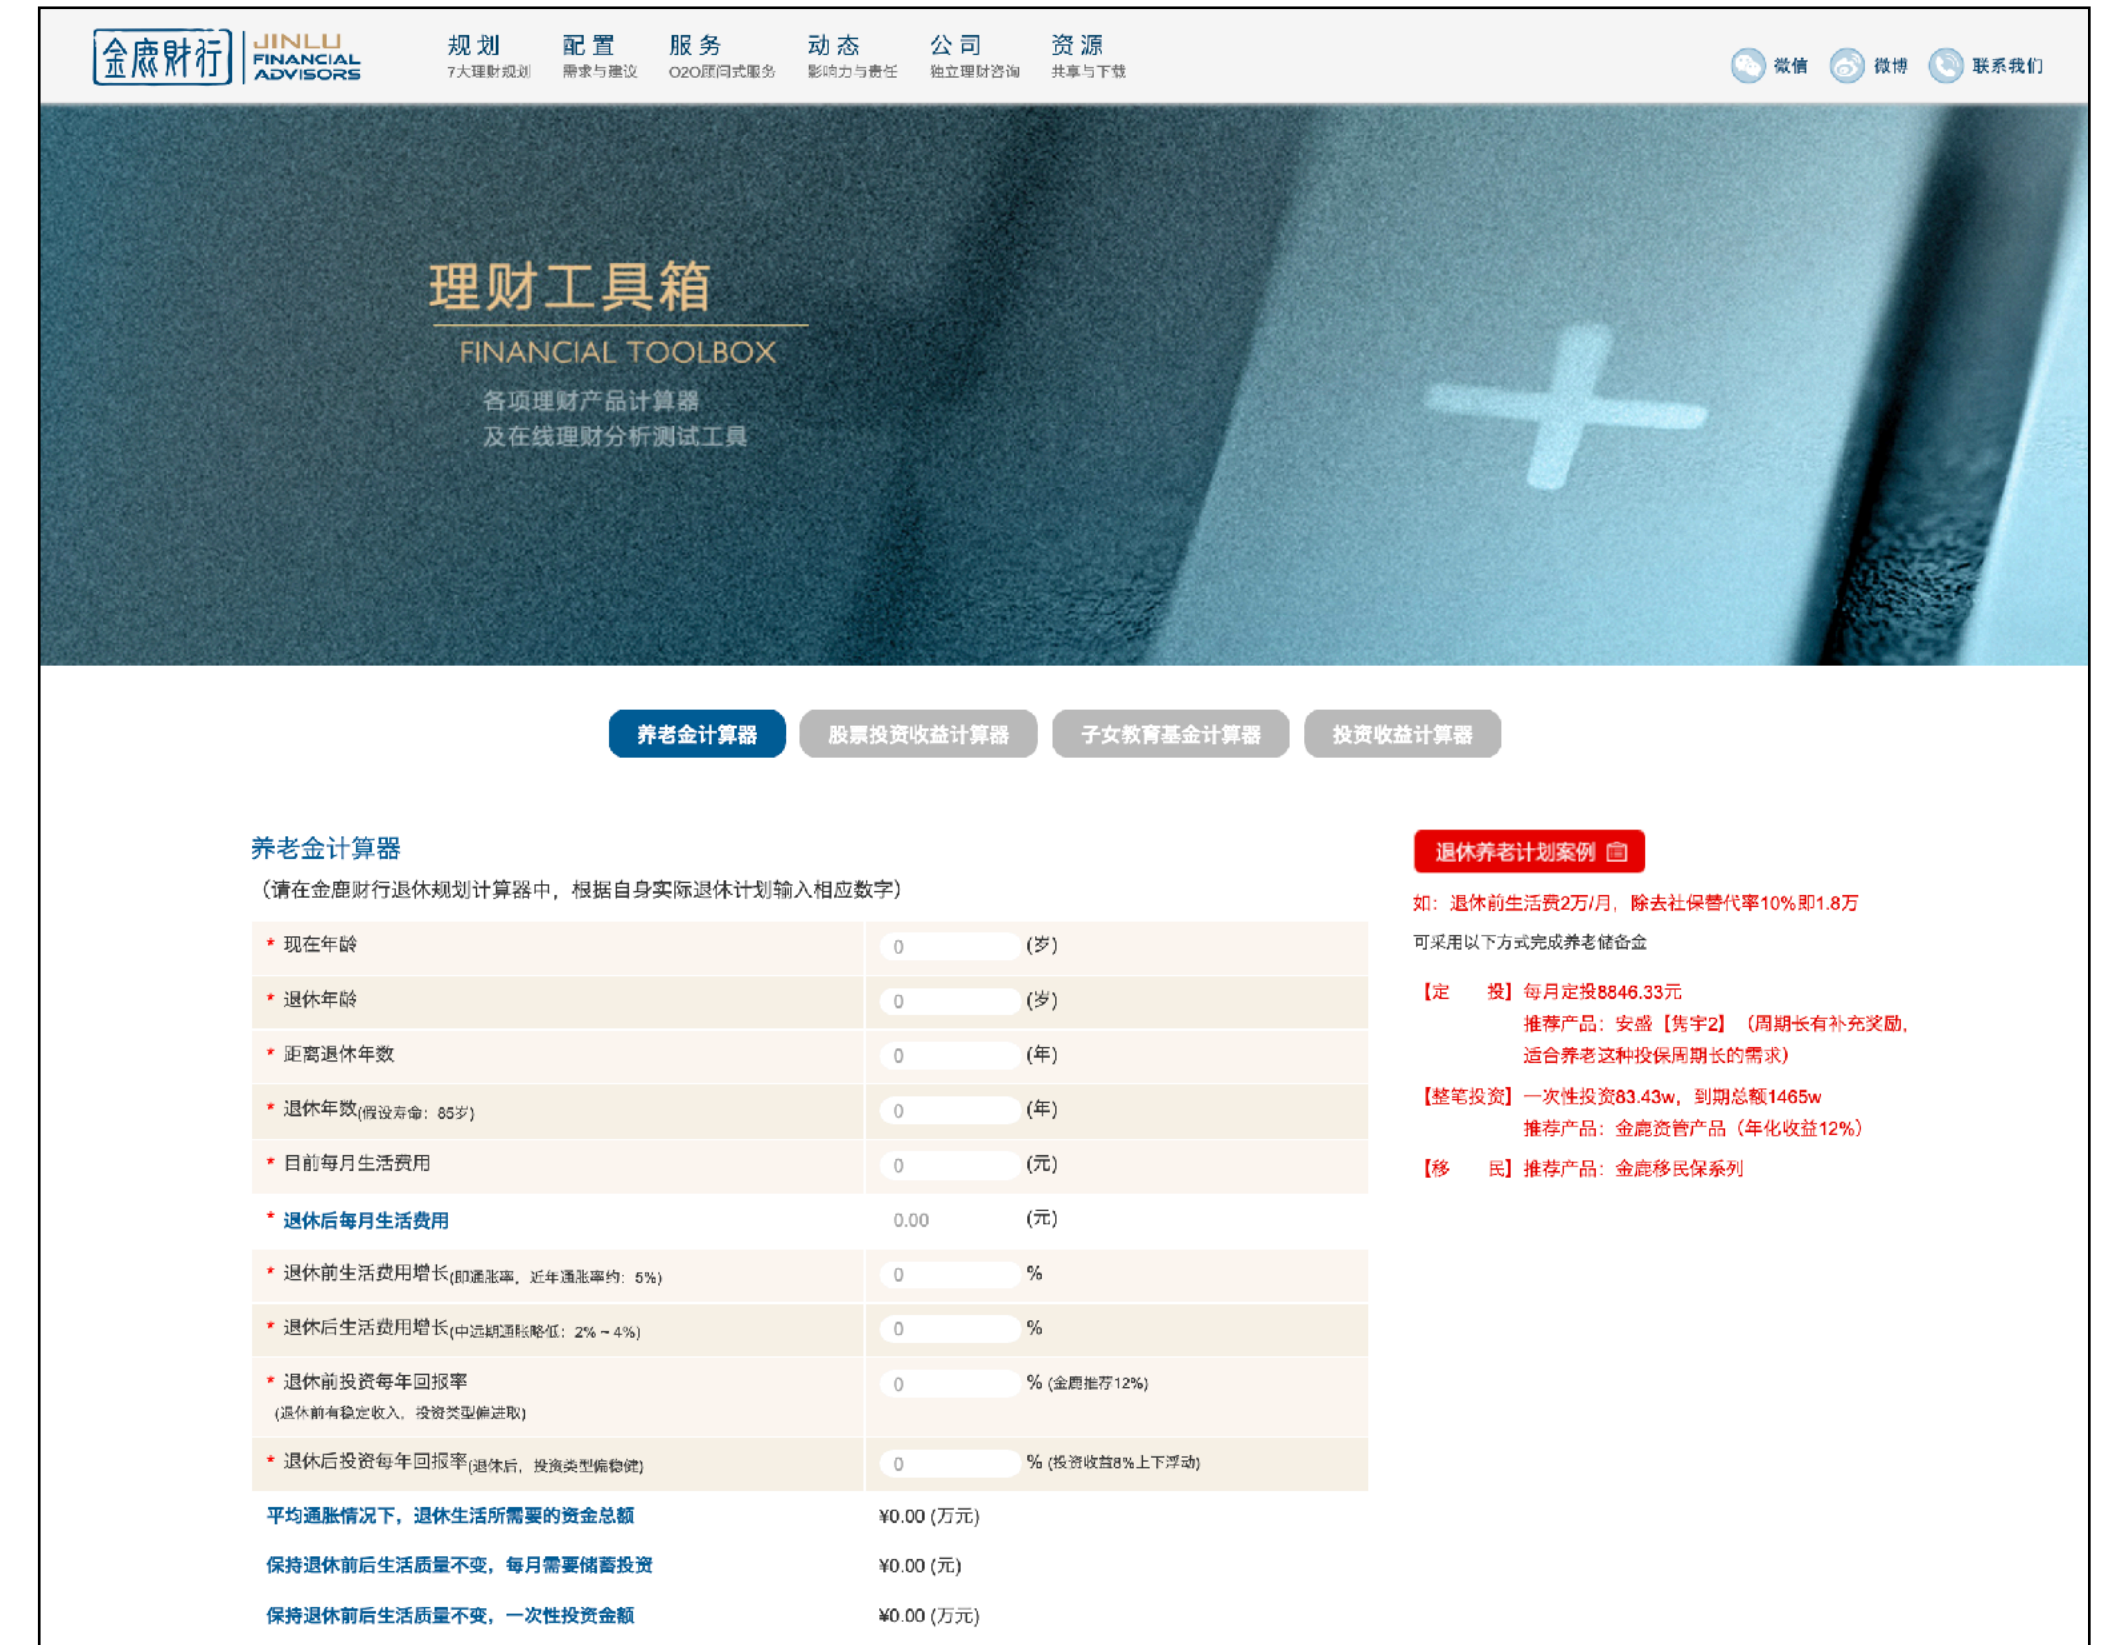 金鹿财行
JINLU
FINANCIAL
ADVISORS
规划
7大理财规划
配置
需求与建议
服务
O2O顾问式服务
动态
影响力与责任
公司
独立理财咨询
资源
共享与下载
微信
微博
联系我们
理财工具箱
FINANCIAL TOOLBOX
各项理财产品计算器
及在线理财分析测试工具
养老金计算器
股票投资收益计算器
子女教育基金计算器
投资收益计算器
养老金计算器
（请在金鹿财行退休规划计算器中，根据自身实际退休计划输入相应数字）
* 现在年龄 0 (岁)
* 退休年龄 0 (岁)
* 距离退休年数 0 (年)
* 退休年数(假设寿命：85岁) 0 (年)
* 目前每月生活费用 0 (元)
* 退休后每月生活费用 0.00 (元)
* 退休前生活费用增长(即通胀率，近年通胀率约：5%) 0 %
* 退休后生活费用增长(中远期通胀略低：2% ~ 4%) 0 %
* 退休前投资每年回报率 0 % (金鹿推荐12%)
(退休前有稳定收入，投资类型偏进取)
* 退休后投资每年回报率(退休后，投资类型偏稳健) 0 % (投资收益8%上下浮动)
平均通胀情况下，退休生活所需要的资金总额 ¥0.00 (万元)
保持退休前后生活质量不变，每月需要储蓄投资 ¥0.00 (元)
保持退休前后生活质量不变，一次性投资金额 ¥0.00 (万元)
退休养老计划案例
如：退休前生活费2万/月，除去社保替代率10%即1.8万
可采用以下方式完成养老储备金
【定 投】每月定投8846.33元
推荐产品：安盛【隽宇2】（周期长有补充奖励，
适合养老这种投保周期长的需求）
【整笔投资】一次性投资83.43w，到期总额1465w
推荐产品：金鹿资管产品（年化收益12%）
【移 民】推荐产品：金鹿移民保系列